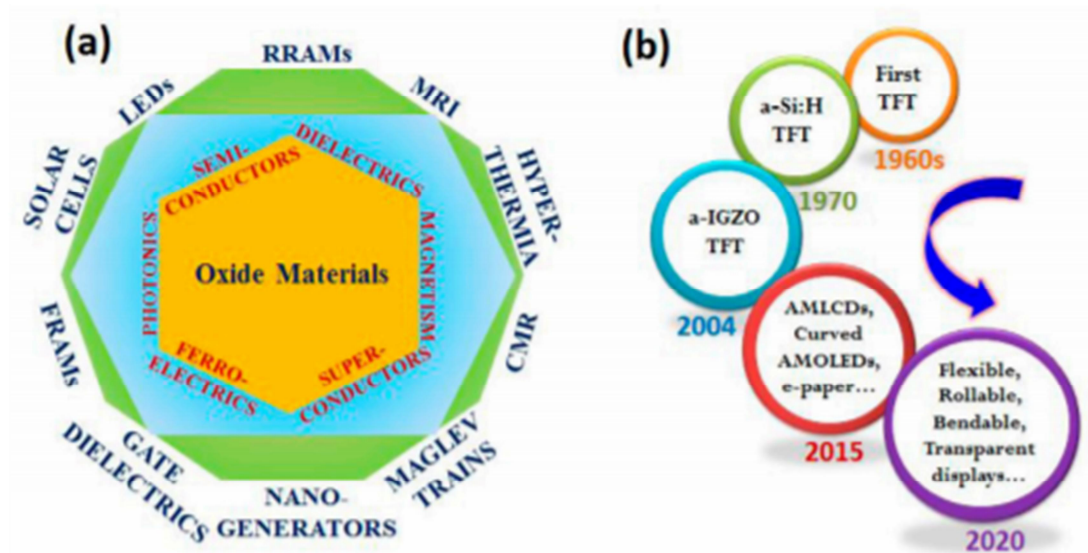 (a)
RRAMs
LEDs
MRI
SOLAR
CELLS
HYPER-
THERMIA
SEMI-
CONDUCTORS
DIELECTRICS
PHOTONICS
Oxide Materials
MAGNETISM
FERRO-
ELECTRICS
SUPER-
CONDUCTORS
FRAMs
CMR
GATE
DIELECTRICS
NANO-
GENERATORS
MAGLEV
TRAINS
(b)
First
TFT
1960s
a-Si:H
TFT
1970
a-IGZO
TFT
2004
AMLCDs,
Curved
AMOLEDs,
e-paper...
2015
Flexible,
Rollable,
Bendable,
Transparent
displays...
2020